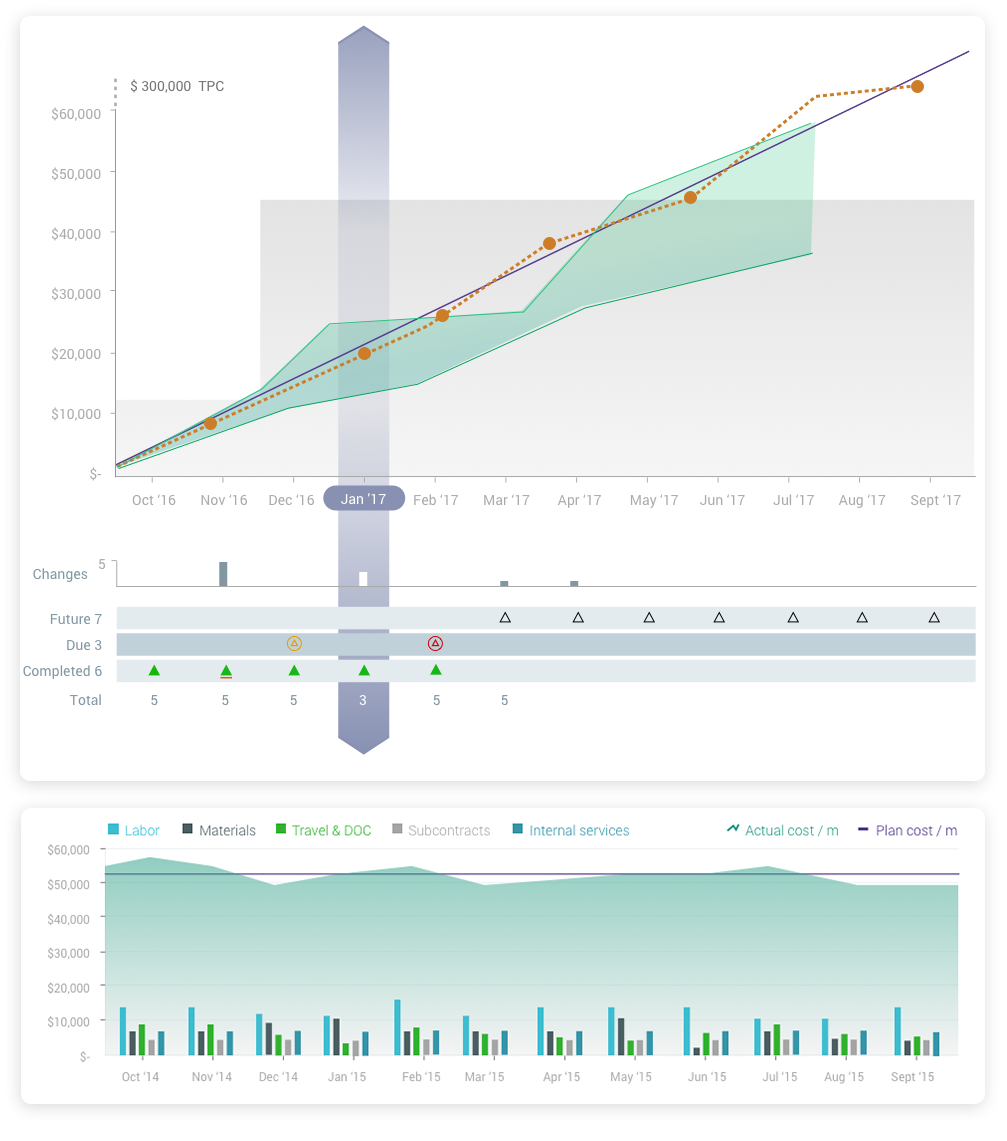 $ 300,000 TPC
$60,000
$50,000
$40,000
$30,000
$20,000
$10,000
$-
Oct ‘16 Nov ‘16 Dec ‘16 Jan ‘17 Feb ‘17 Mar ‘17 Apr ‘17 May ‘17 Jun ‘17 Jul ‘17 Aug ‘17 Sept ‘17
5
Changes
Future 7
Due 3
Completed 6
Total 5 5 5 3 5 5
Labor Materials Travel & DOC Subcontracts Internal services Actual cost / m Plan cost / m
$60,000
$50,000
$40,000
$30,000
$20,000
$10,000
$-
Oct ‘14 Nov ‘14 Dec ‘14 Jan ‘15 Feb ‘15 Mar ‘15 Apr ‘15 May ‘15 Jun ‘15 Jul ‘15 Aug ‘15 Sept ‘15